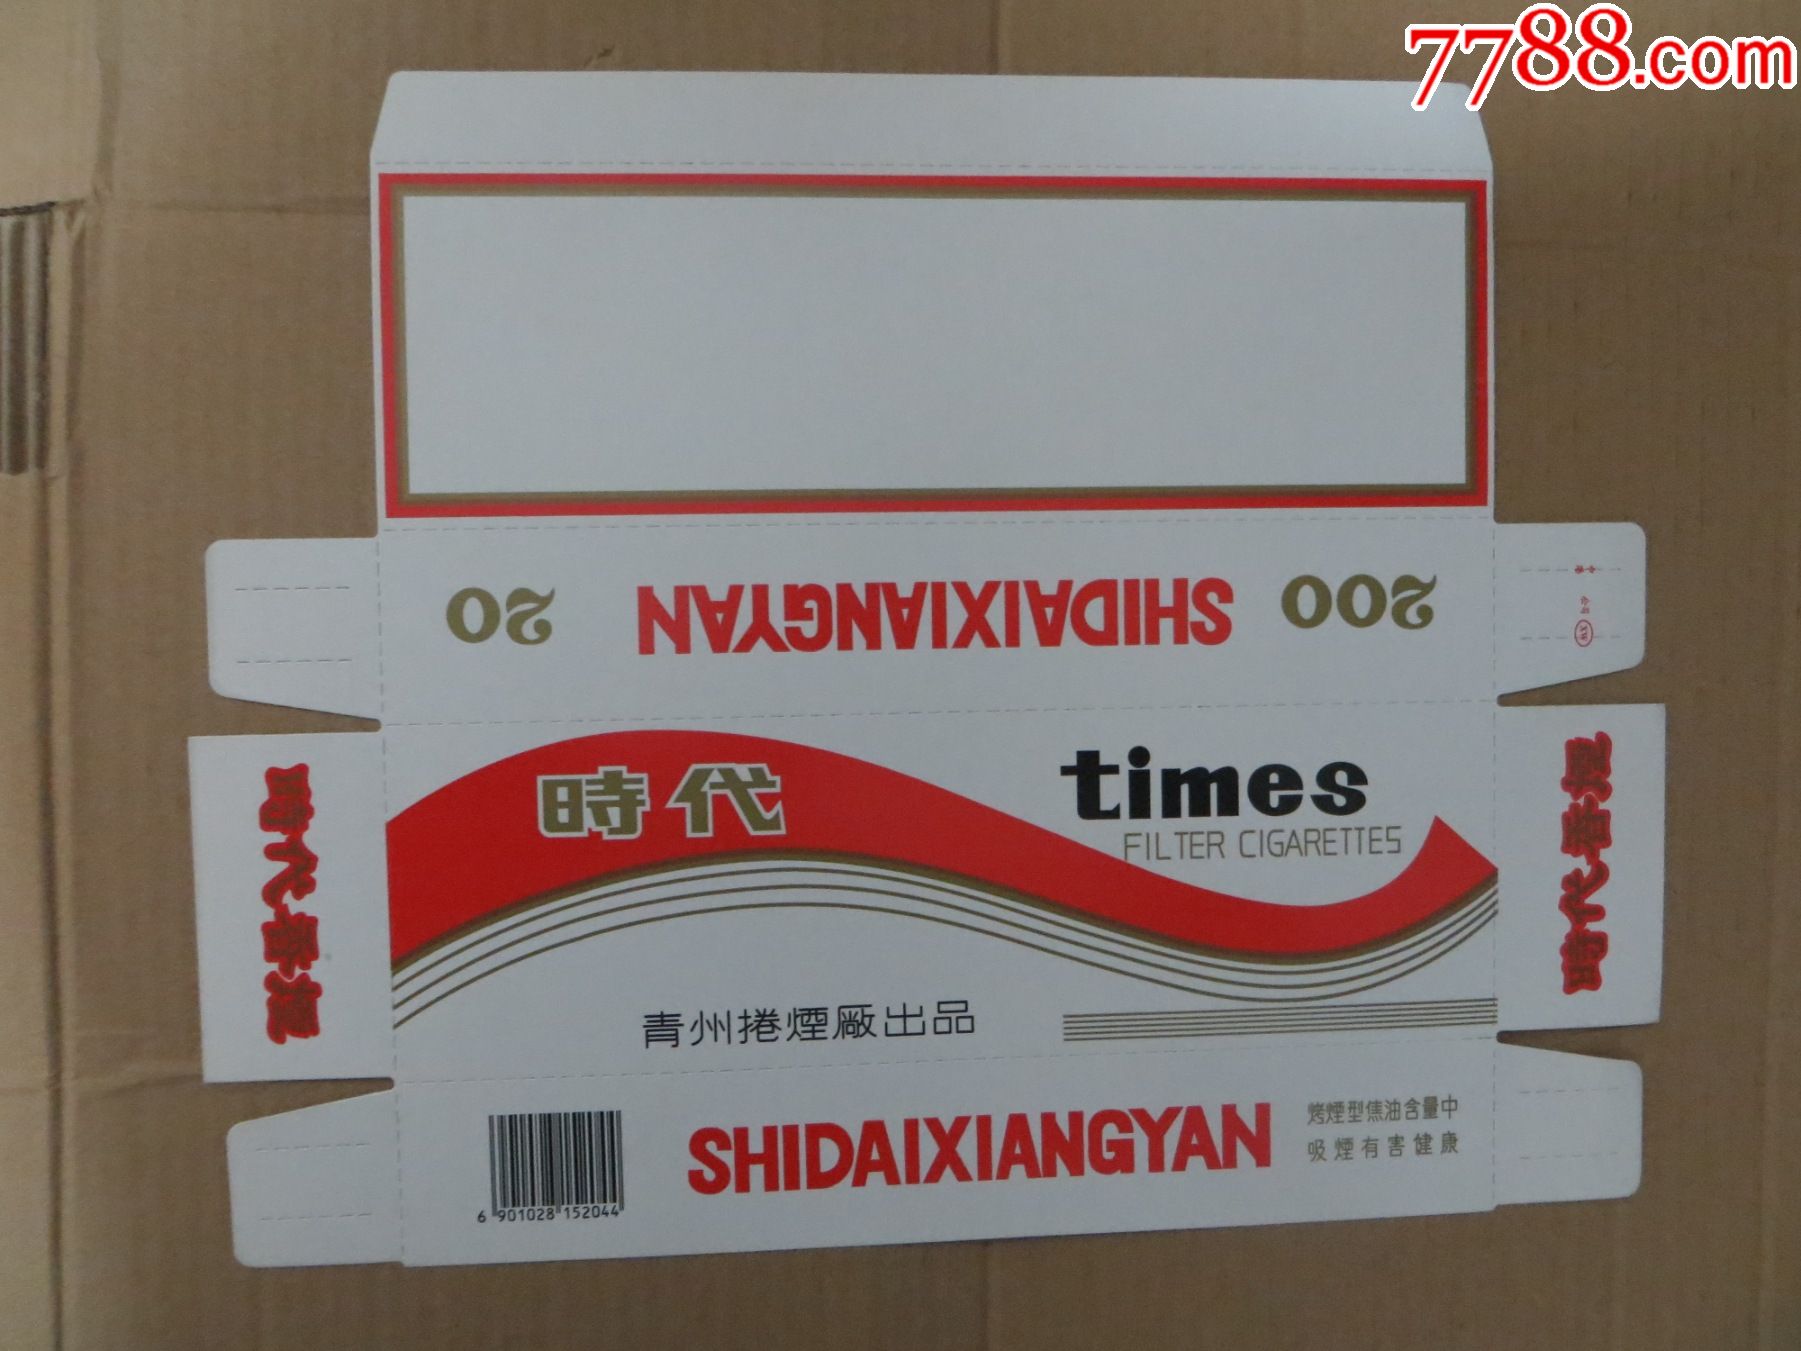 7788.com
20 SHIDAIXIANGYAN 200
時代香煙
時代
times
FILTER CIGARETTES
青州捲煙廠出品
時代香煙
SHIDAIXIANGYAN
烤煙型焦油含量中
吸煙有害健康
6 901028 152044